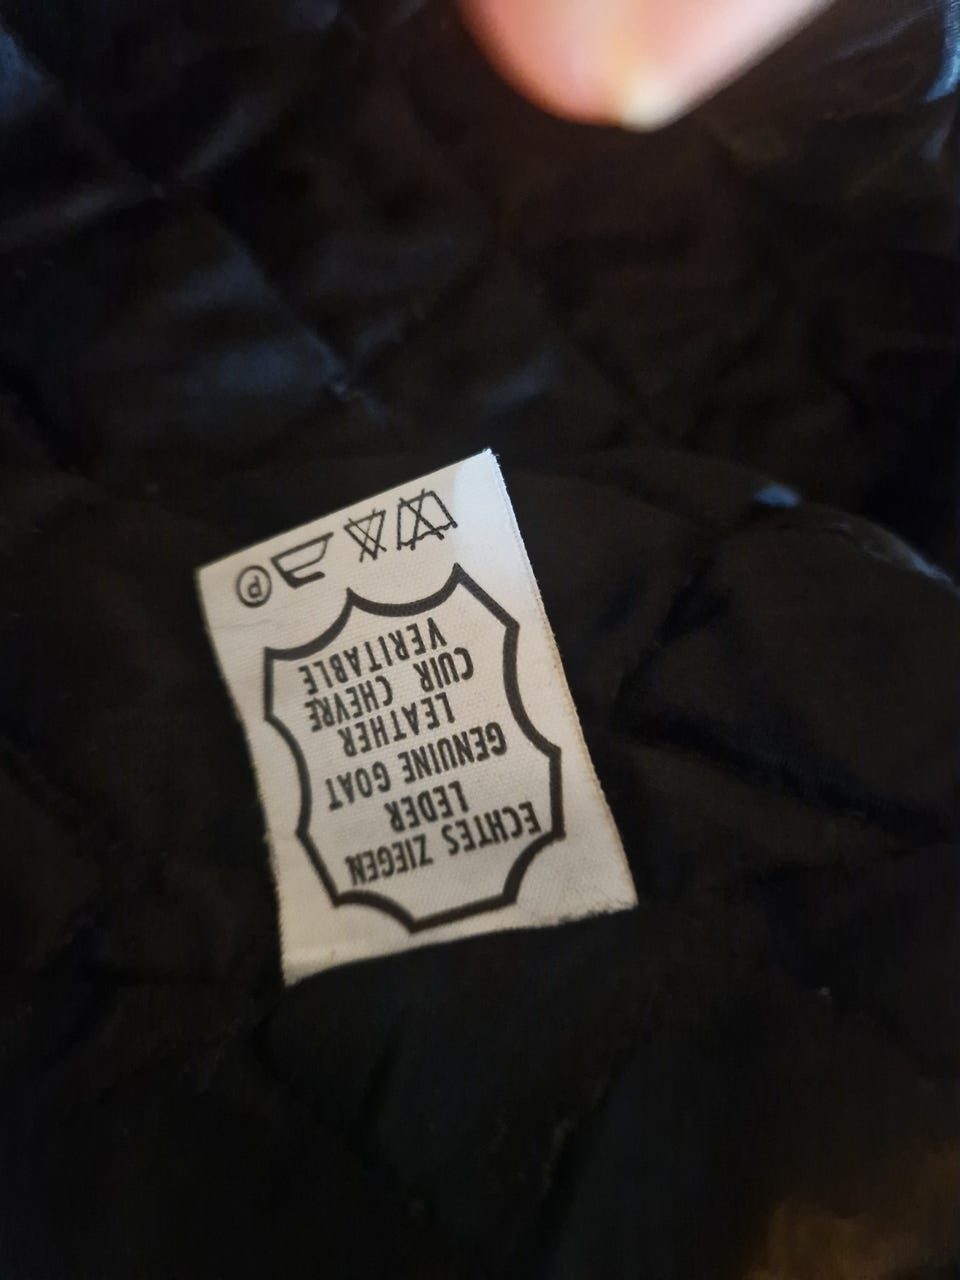 ECHTES ZIEGEN
LEDER
GENUINE GOAT
LEATHER
CUIR CHEVRE
VERITABLE
P